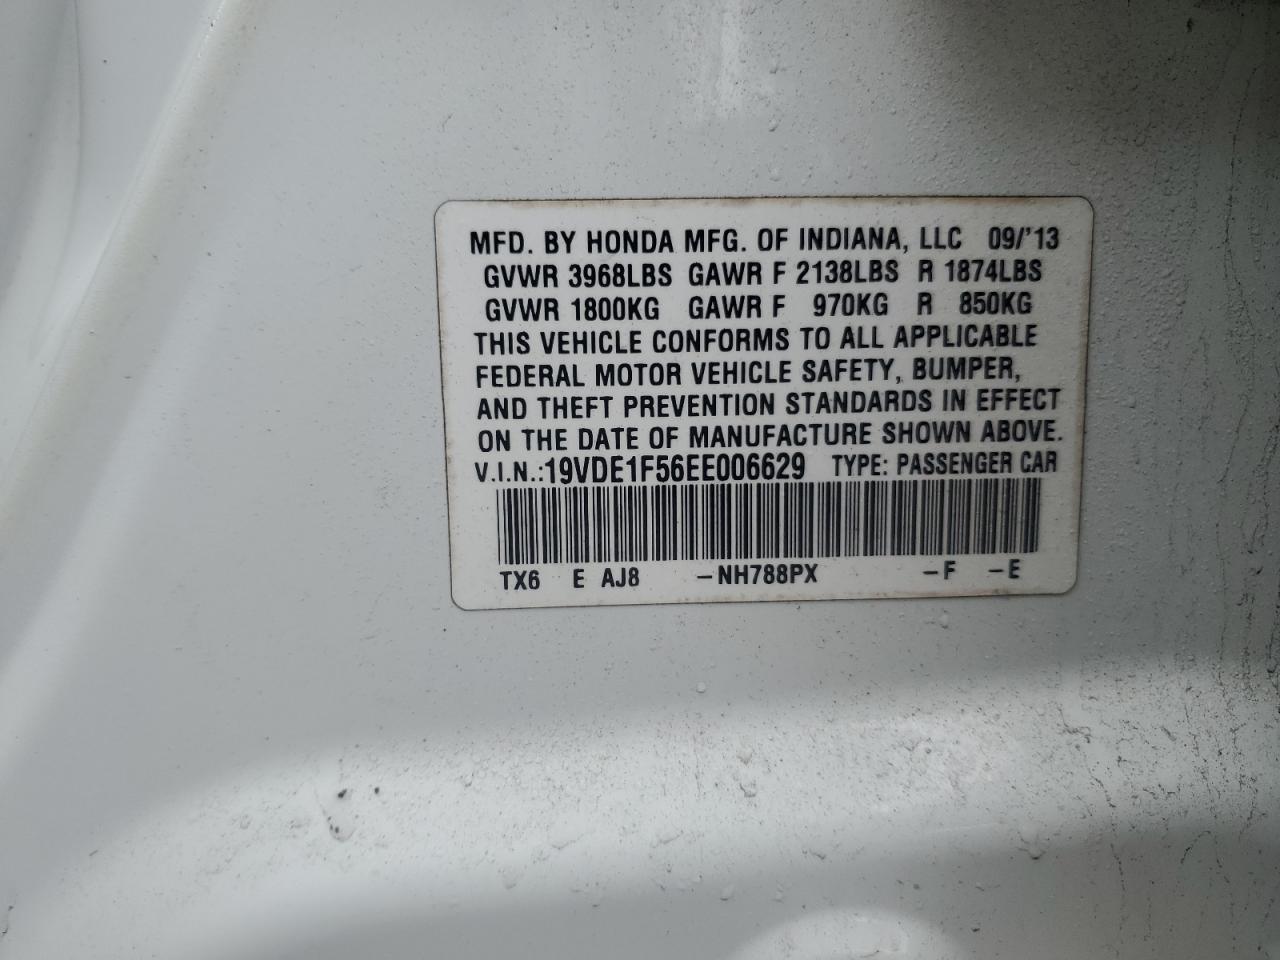 MFD. BY HONDA MFG. OF INDIANA, LLC 09/'13
GVWR 3968LBS GAWR F 2138LBS R 1874LBS
GVWR 1800KG GAWR F 970KG R 850KG
THIS VEHICLE CONFORMS TO ALL APPLICABLE
FEDERAL MOTOR VEHICLE SAFETY, BUMPER,
AND THEFT PREVENTION STANDARDS IN EFFECT
ON THE DATE OF MANUFACTURE SHOWN ABOVE.
V.I.N.:19VDE1F56EE006629 TYPE: PASSENGER CAR
TX6 E AJ8 -NH788PX -F -E